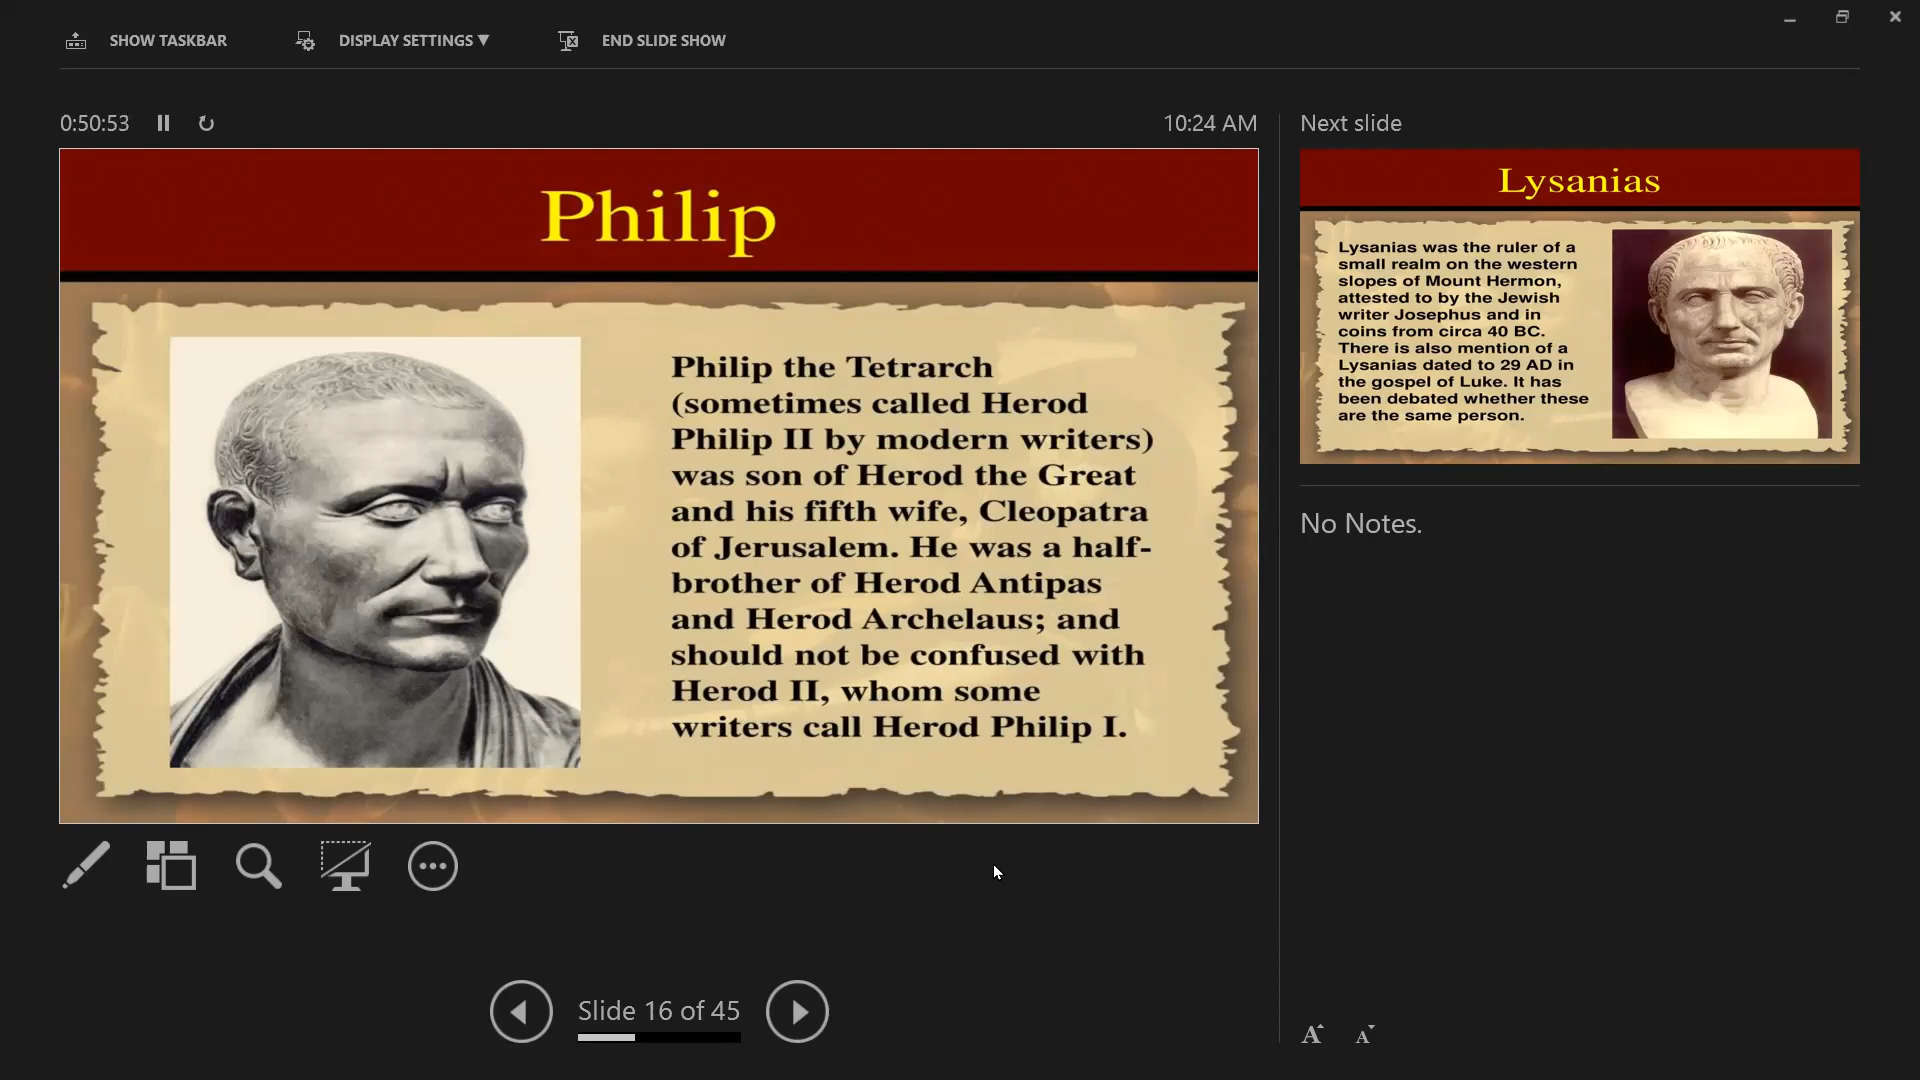 SHOW TASKBAR
DISPLAY SETTINGS ▼
END SLIDE SHOW
0:50:53
10:24 AM
Philip
Philip the Tetrarch
(sometimes called Herod
Philip II by modern writers)
was son of Herod the Great
and his fifth wife, Cleopatra
of Jerusalem. He was a half-
brother of Herod Antipas
and Herod Archelaus; and
should not be confused with
Herod II, whom some
writers call Herod Philip I.
Slide 16 of 45
Next slide
Lysanias
Lysanias was the ruler of a
small realm on the western
slopes of Mount Hermon,
attested to by the Jewish
writer Josephus and in
coins from circa 40 BC.
There is also mention of a
Lysanias dated to 29 AD in
the gospel of Luke. It has
been debated whether these
are the same person.
No Notes.
A A